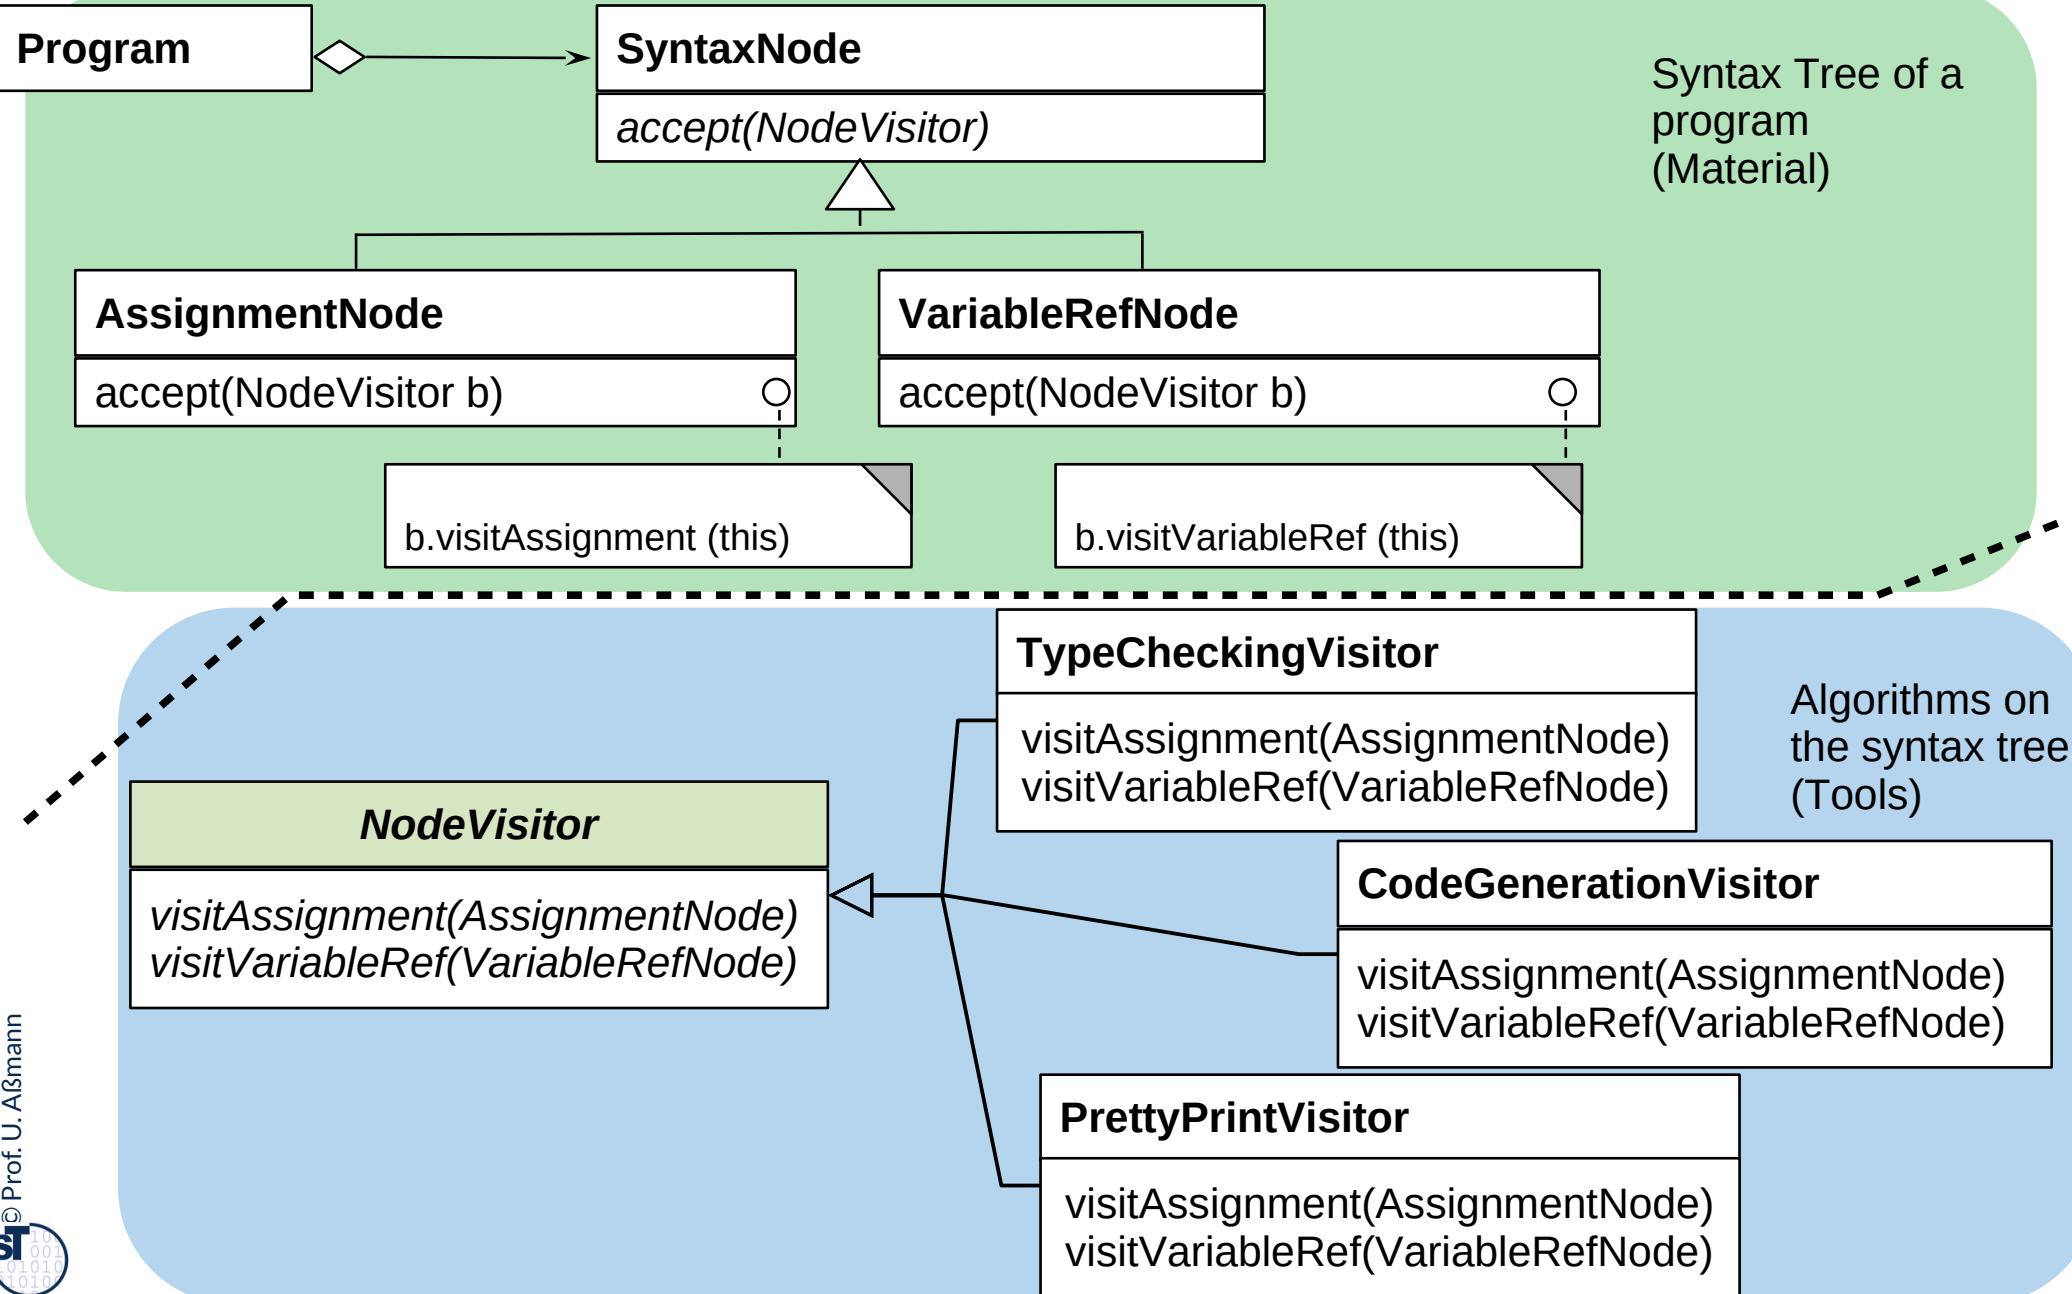 Program
SyntaxNode
accept(NodeVisitor)
Syntax Tree of a
program
(Material)
AssignmentNode
accept(NodeVisitor b)
VariableRefNode
accept(NodeVisitor b)
b.visitAssignment (this)
b.visitVariableRef (this)
TypeCheckingVisitor
visitAssignment(AssignmentNode)
visitVariableRef(VariableRefNode)
Algorithms on
the syntax tree
(Tools)
NodeVisitor
visitAssignment(AssignmentNode)
visitVariableRef(VariableRefNode)
CodeGenerationVisitor
visitAssignment(AssignmentNode)
visitVariableRef(VariableRefNode)
PrettyPrintVisitor
visitAssignment(AssignmentNode)
visitVariableRef(VariableRefNode)
© Prof. U. Aßmann
ST